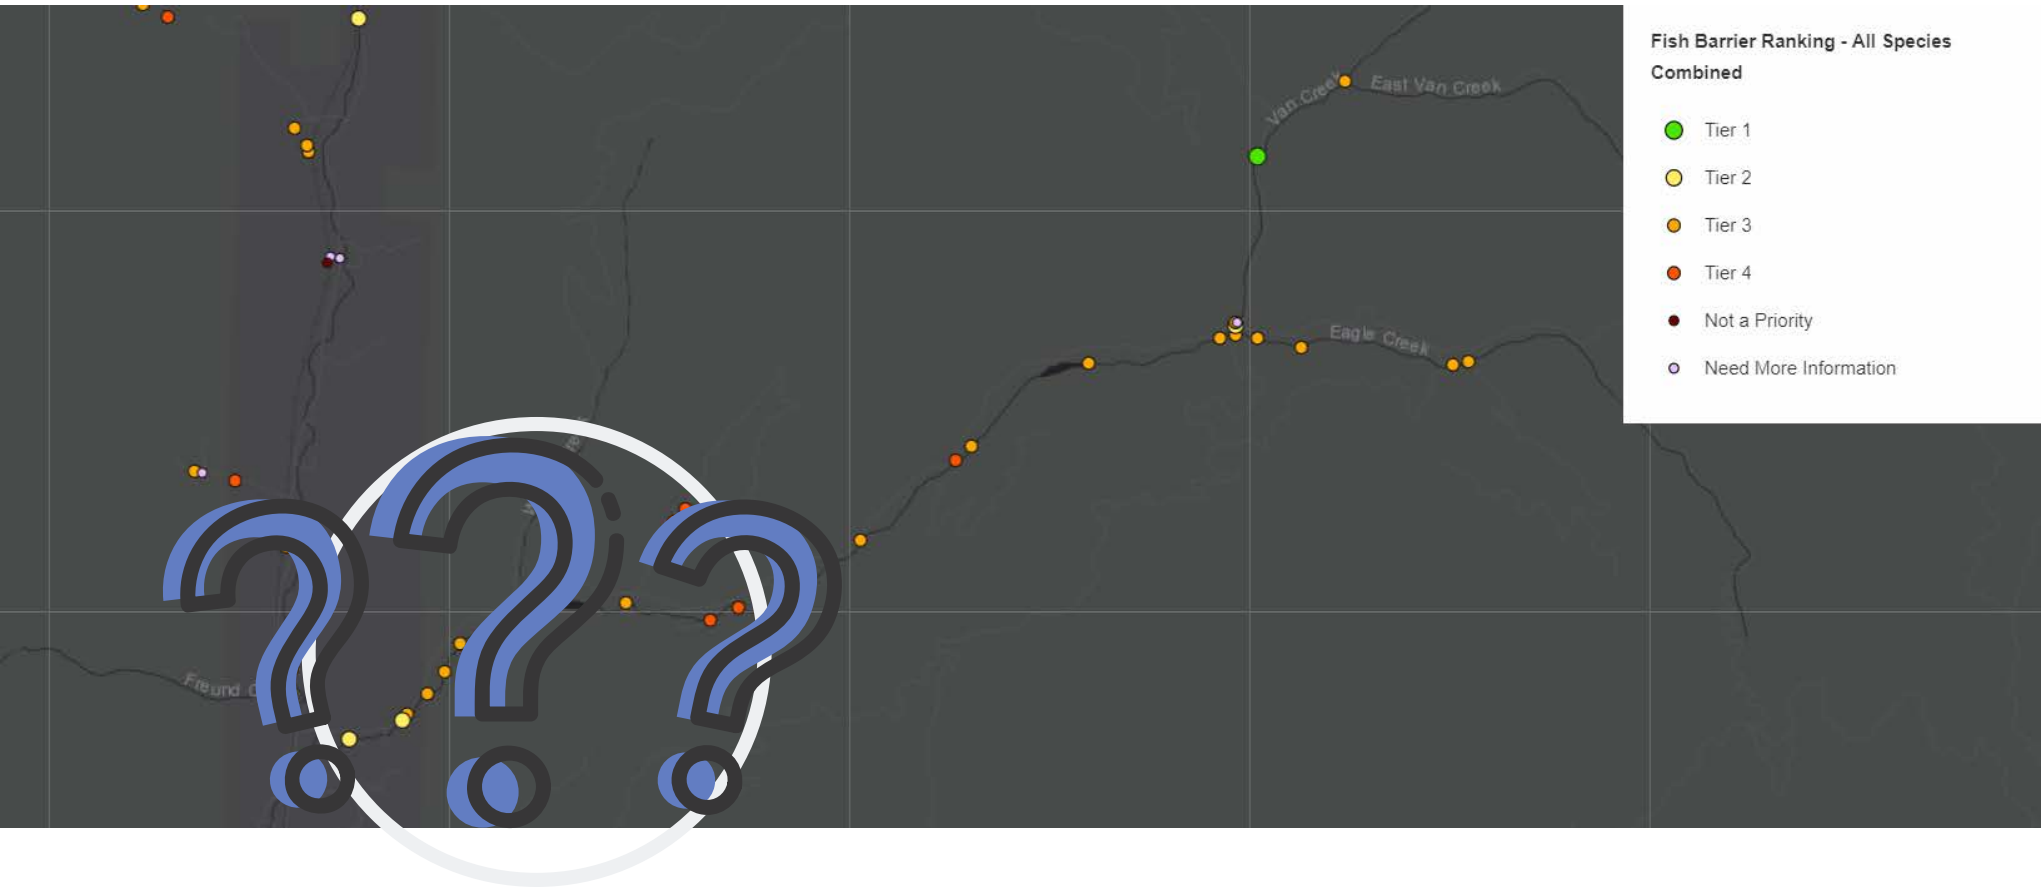 Fish Barrier Ranking - All Species
Combined
Tier 1
Tier 2
Tier 3
Tier 4
Not a Priority
Need More Information
Van Creek
East Van Creek
Eagle Creek
Freund
? ? ?